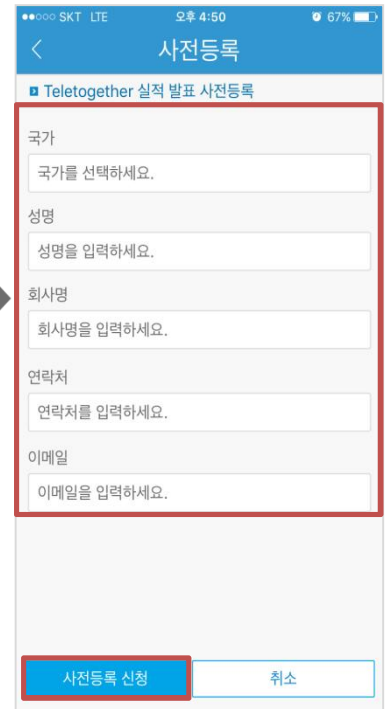 SKT LTE 오후 4:50 67%
사전등록
Teletogether 실적 발표 사전등록
국가
국가를 선택하세요.
성명
성명을 입력하세요.
회사명
회사명을 입력하세요.
연락처
연락처를 입력하세요.
이메일
이메일을 입력하세요.
사전등록 신청 취소